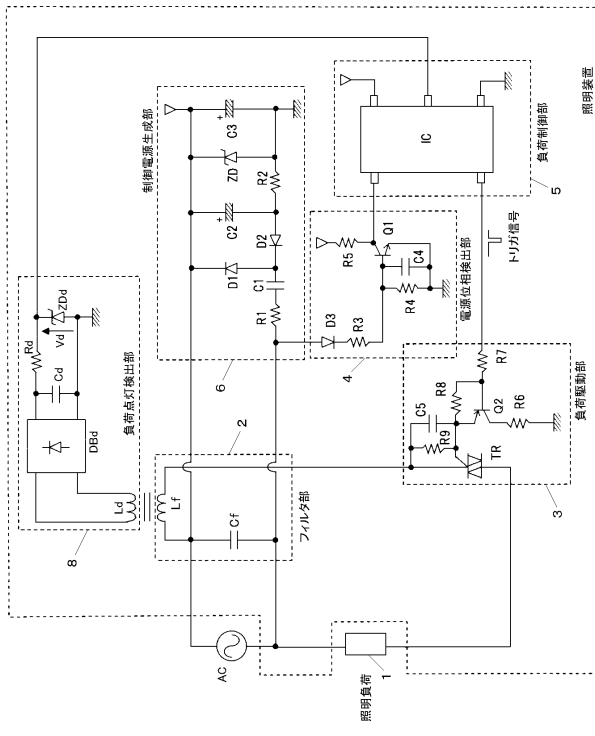 照明装置
負荷点灯検出部
8
DBd
Cd
Rd
ZDd
Vd
Ld
Lf
Cf
フィルタ部
2
制御電源生成部
6
R1
C1
D1
D2
C2
+
R2
ZD
C3
+
電源位相検出部
4
D3
R3
R4
C4
R5
Q1
負荷制御部
5
IC
トリガ信号
負荷駆動部
3
TR
R9
C5
R8
Q2
R6
R7
AC
照明負荷
1